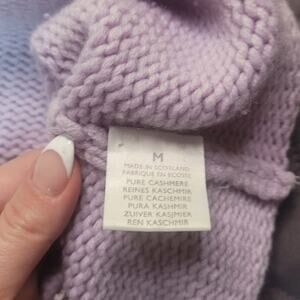 M
MADE IN SCOTLAND
FABRIQUE EN ECOSSE
PURE CASHMERE
REINES KASCHMIR
PURE CACHEMIRE
PURA KASHMIR
ZUIVER KASJMIER
REN KASCHMIR